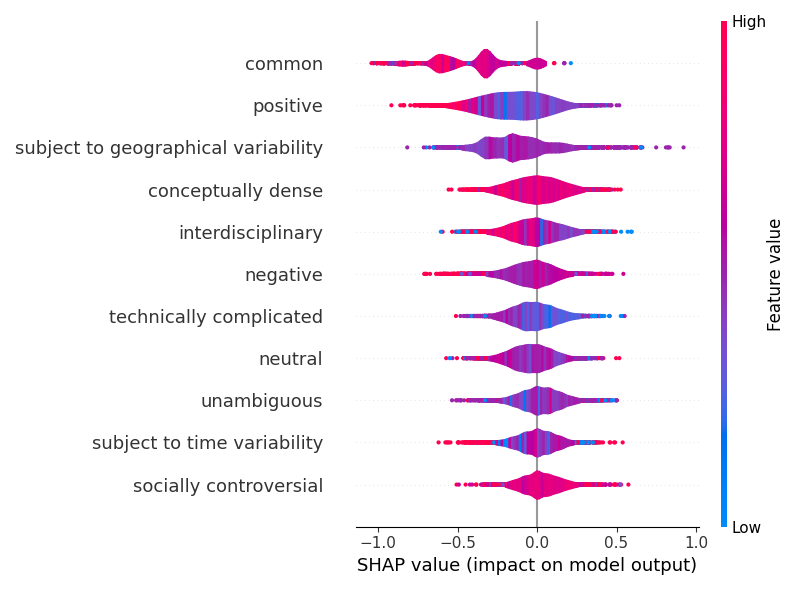 High
common
positive
subject to geographical variability
conceptually dense
interdisciplinary
negative
technically complicated
neutral
unambiguous
subject to time variability
socially controversial
Low
Feature value
−1.0 −0.5 0.0 0.5 1.0
SHAP value (impact on model output)